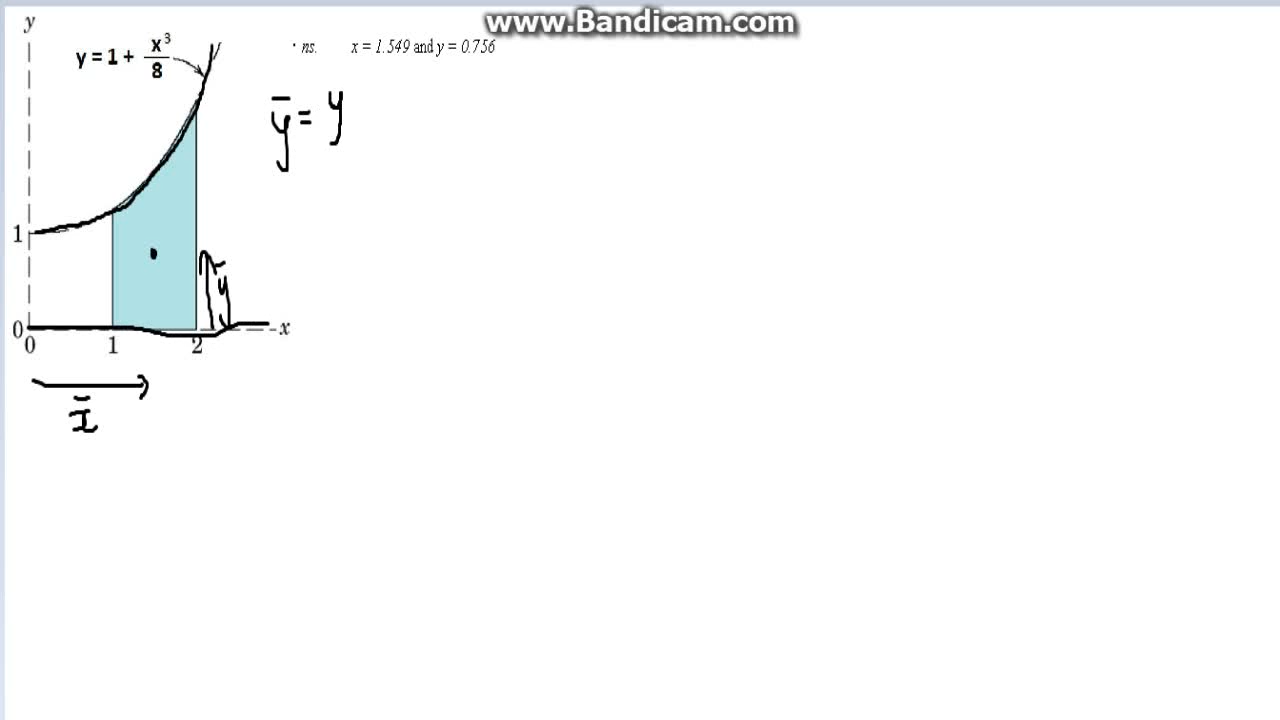 www.Bandicam.com
y
y = 1 + x³/8
ns. x = 1.549 and y = 0.756
ȳ = y
1
ȳ
0 x
0 1 2
x̄